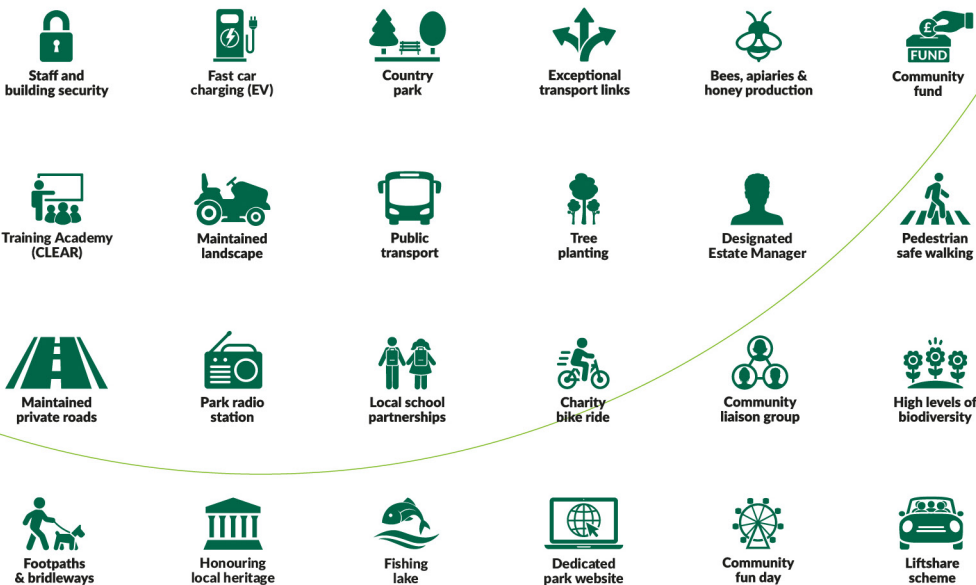 £
FUND
Staff and
building security
Fast car
charging (EV)
Country
park
Exceptional
transport links
Bees, apiaries &
honey production
Community
fund
Training Academy
(CLEAR)
Maintained
landscape
Public
transport
Tree
planting
Designated
Estate Manager
Pedestrian
safe walking
Maintained
private roads
Park radio
station
Local school
partnerships
Charity
bike ride
Community
liaison group
High levels of
biodiversity
Footpaths
& bridleways
Honouring
local heritage
Fishing
lake
Dedicated
park website
Community
fun day
Liftshare
scheme